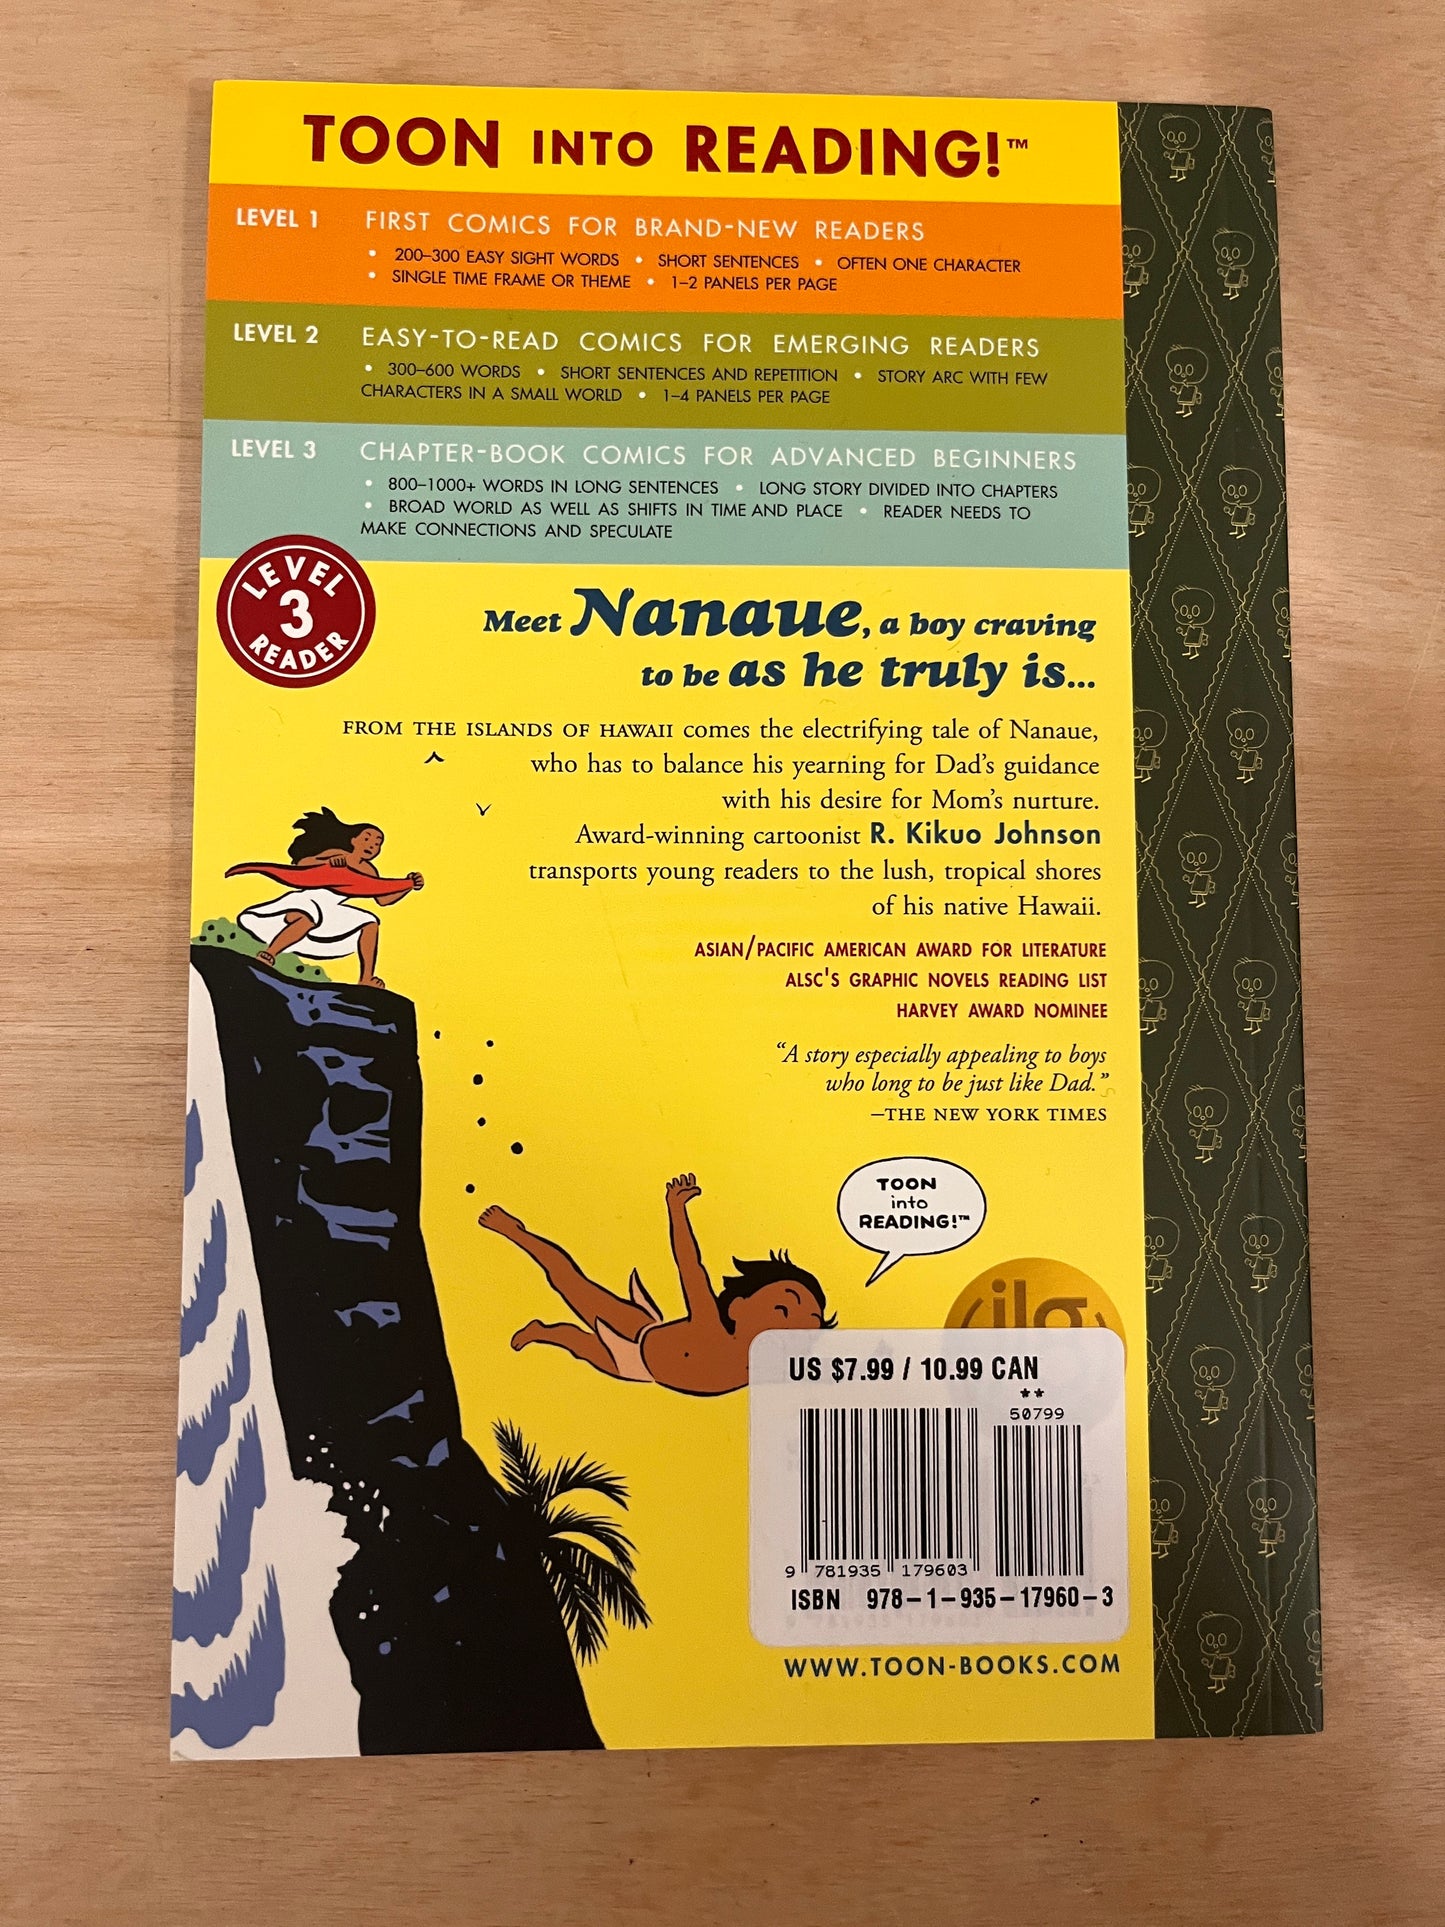 TOON INTO READING!™
LEVEL 1 FIRST COMICS FOR BRAND-NEW READERS
• 200–300 EASY SIGHT WORDS • SHORT SENTENCES • OFTEN ONE CHARACTER
• SINGLE TIME FRAME OR THEME • 1–2 PANELS PER PAGE
LEVEL 2 EASY-TO-READ COMICS FOR EMERGING READERS
• 300–600 WORDS • SHORT SENTENCES AND REPETITION • STORY ARC WITH FEW
CHARACTERS IN A SMALL WORLD • 1–4 PANELS PER PAGE
LEVEL 3 CHAPTER-BOOK COMICS FOR ADVANCED BEGINNERS
• 800–1000+ WORDS IN LONG SENTENCES • LONG STORY DIVIDED INTO CHAPTERS
• BROAD WORLD AS WELL AS SHIFTS IN TIME AND PLACE • READER NEEDS TO
MAKE CONNECTIONS AND SPECULATE
LEVEL
3
READER
Meet Nanaue, a boy craving
to be as he truly is...
FROM THE ISLANDS OF HAWAII comes the electrifying tale of Nanaue,
who has to balance his yearning for Dad's guidance
with his desire for Mom's nurture.
Award-winning cartoonist R. Kikuo Johnson
transports young readers to the lush, tropical shores
of his native Hawaii.
ASIAN/PACIFIC AMERICAN AWARD FOR LITERATURE
ALSC'S GRAPHIC NOVELS READING LIST
HARVEY AWARD NOMINEE
“A story especially appealing to boys
who long to be just like Dad.”
–THE NEW YORK TIMES
TOON
into
READING!™
US $7.99 / 10.99 CAN
**
50799
9 781935 179603
ISBN 978-1-935-17960-3
WWW.TOON-BOOKS.COM